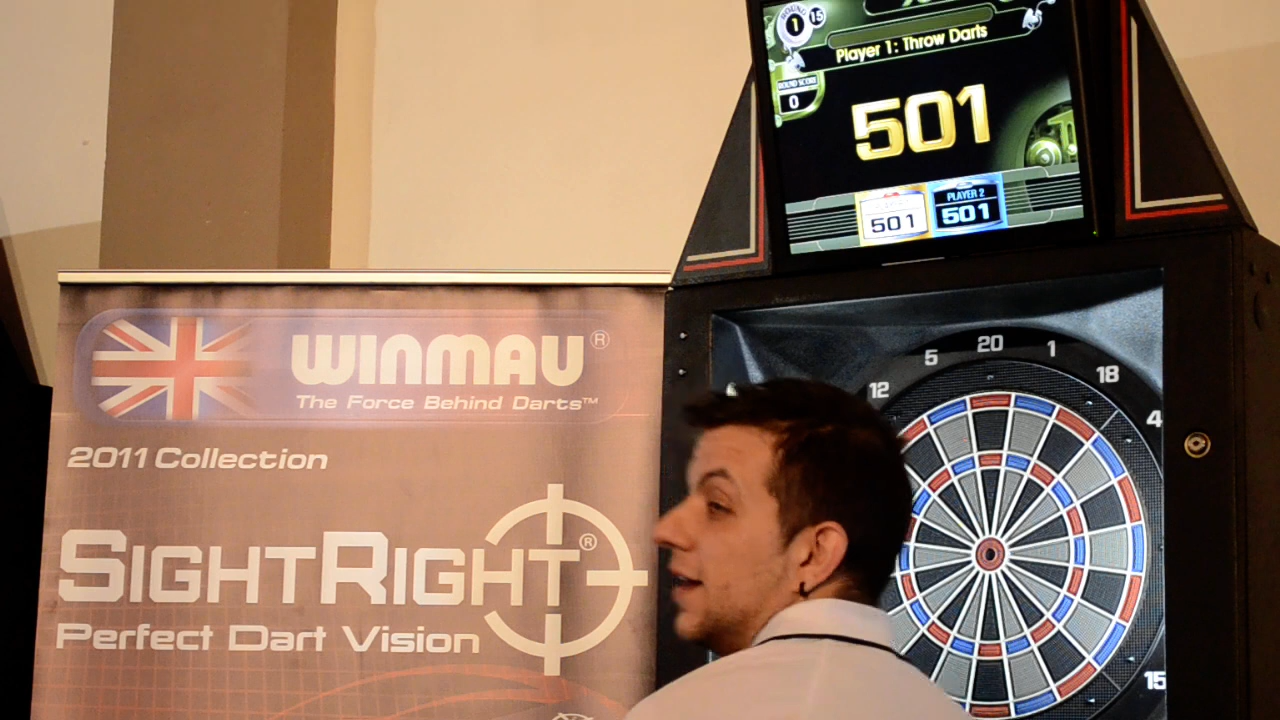 ROUND
1 15
Player 1: Throw Darts
ROUND SCORE
0
501
501
PLAYER 2
501
WINMAU®
The Force Behind Darts™
2011 Collection
SIGHTRIGHT®
Perfect Dart Vision
12 5 20 1 18 4 15